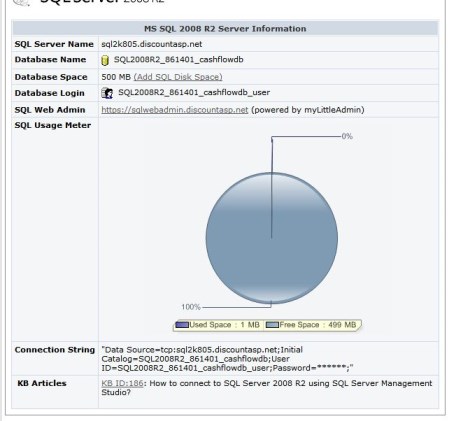 SQL Server 2008 R2
MS SQL 2008 R2 Server Information
SQL Server Name sql2k805.discountasp.net
Database Name SQL2008R2_861401_cashflowdb
Database Space 500 MB (Add SQL Disk Space)
Database Login SQL2008R2_861401_cashflowdb_user
SQL Web Admin https://sqlwebadmin.discountasp.net (powered by myLittleAdmin)
SQL Usage Meter
0%
100%
Used Space : 1 MB Free Space : 499 MB
Connection String "Data Source=tcp:sql2k805.discountasp.net;Initial
Catalog=SQL2008R2_861401_cashflowdb;User
ID=SQL2008R2_861401_cashflowdb_user;Password=******;"
KB Articles KB ID:186: How to connect to SQL Server 2008 R2 using SQL Server Management
Studio?